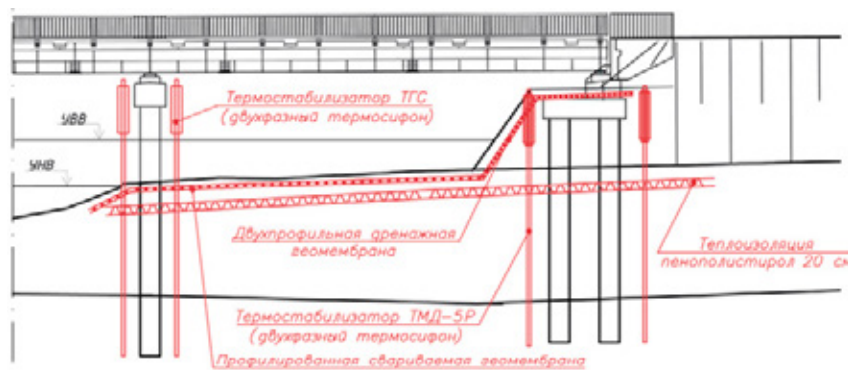 Термостабилизатор ТГС
(двухфазный термосифон)
УВВ
УНВ
Двухпрофильная дренажная
геомембрана
Теплоизоляция
пенополистирол 20 см
Термостабилизатор ТМД-5Р
(двухфазный термосифон)
Профилированная свариваемая геомембрана